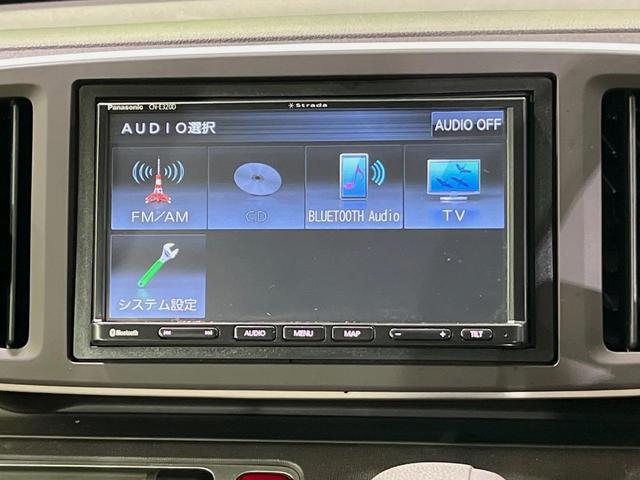 Panasonic CN-E320D Strada
AUDIO選択 AUDIO OFF
FM/AM CD BLUETOOTH Audio TV
システム設定
Bluetooth AUDIO MENU MAP − + TILT